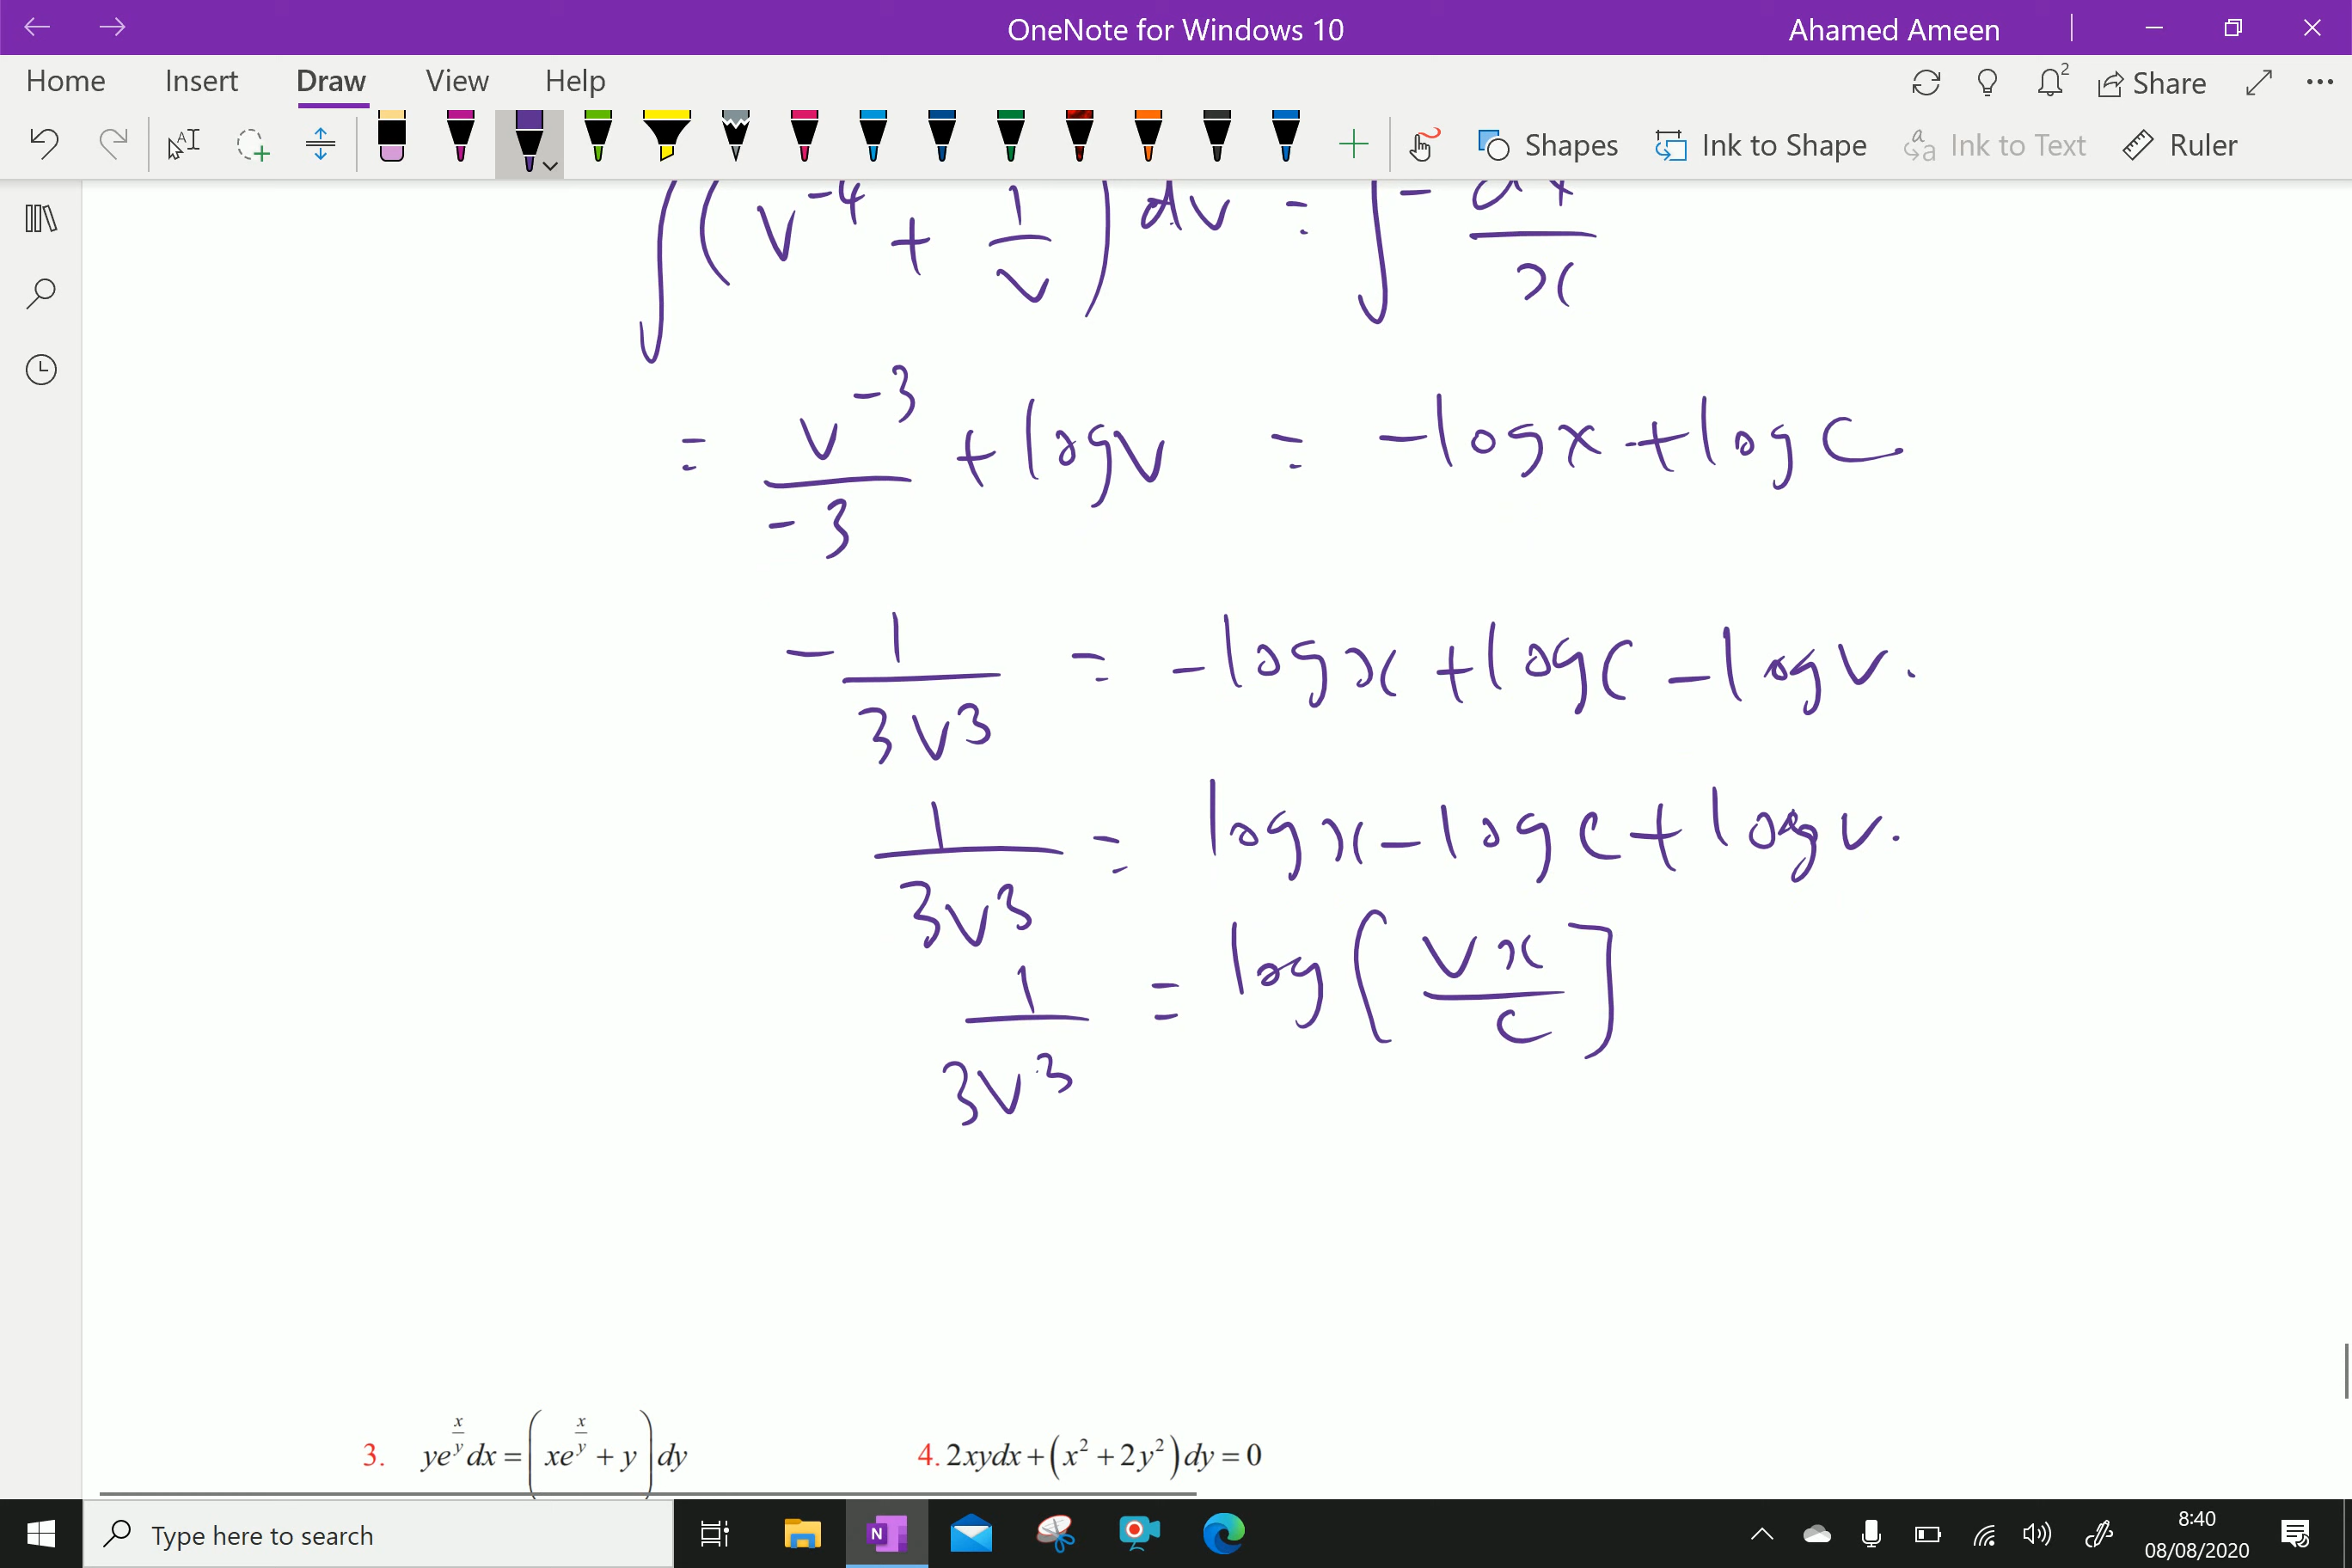 OneNote for Windows 10
Ahamed Ameen
Home Insert Draw View Help
2 Share
Shapes Ink to Shape Ink to Text Ruler
∫(v⁻⁴ + 1/v) dv = ∫ - dx/x
= v⁻³/-3 + log v = -log x + log c
- 1/3v³ = -log x + log c - log v.
1/3v³ = log x - log c + log v.
1/3v³ = log [vx/c]
3. ye^(x/y) dx = (xe^(x/y) + y) dy
4. 2xydx + (x² + 2y²) dy = 0
Type here to search
8:40
08/08/2020